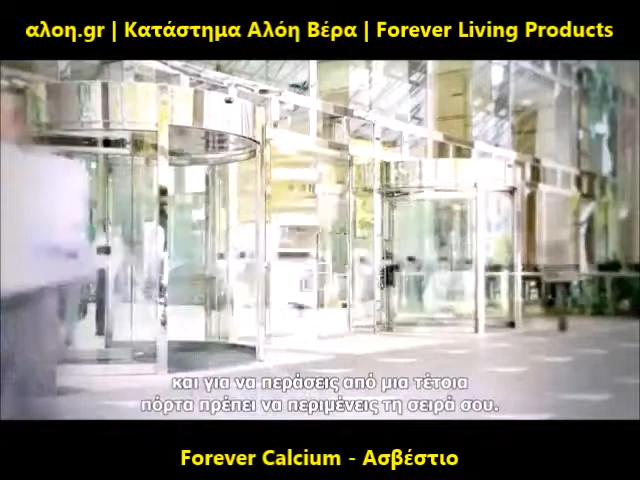 αλοη.gr | Κατάστημα Αλόη Βέρα | Forever Living Products
και για να περάσεις από μια τέτοια
πόρτα πρέπει να περιμένεις τη σειρά σου.
Forever Calcium - Ασβέστιο